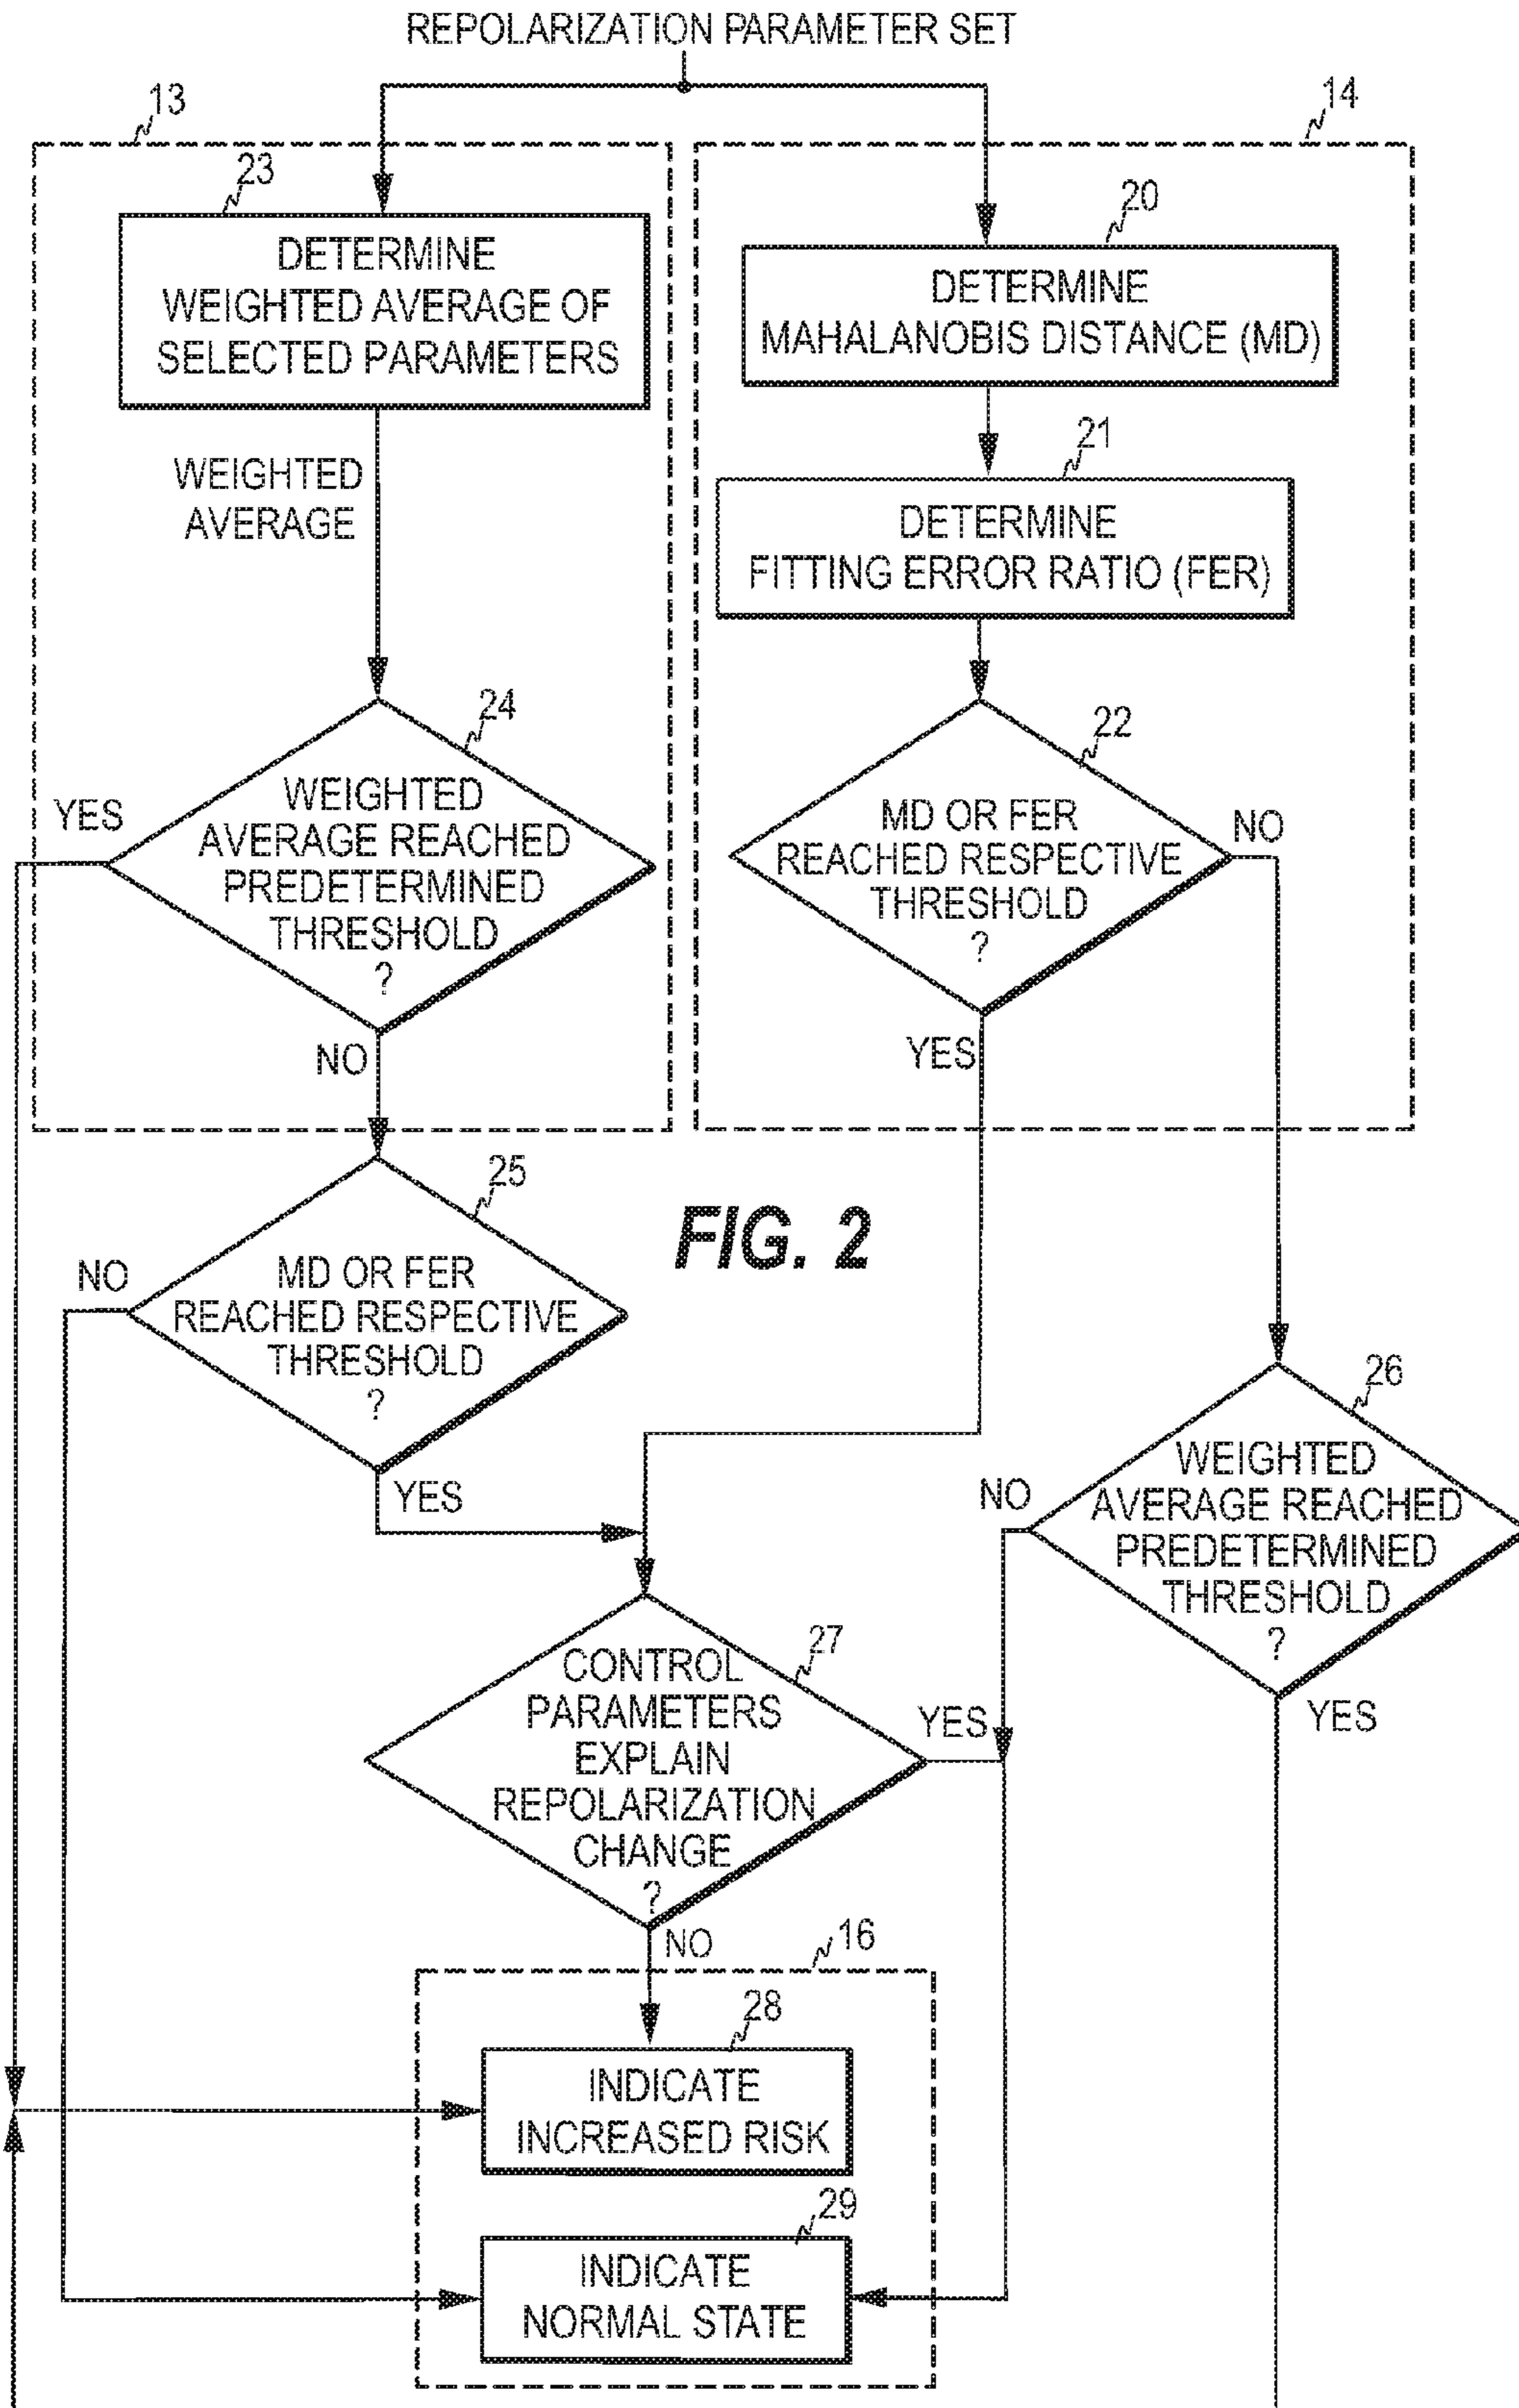 REPOLARIZATION PARAMETER SET
13
14
23
DETERMINE
WEIGHTED AVERAGE OF
SELECTED PARAMETERS
20
DETERMINE
MAHALANOBIS DISTANCE (MD)
WEIGHTED
AVERAGE
21
DETERMINE
FITTING ERROR RATIO (FER)
24
YES
WEIGHTED
AVERAGE REACHED
PREDETERMINED
THRESHOLD
?
NO
22
MD OR FER
REACHED RESPECTIVE
THRESHOLD
?
NO
YES
25
NO
MD OR FER
REACHED RESPECTIVE
THRESHOLD
?
YES
FIG. 2
26
NO
WEIGHTED
AVERAGE REACHED
PREDETERMINED
THRESHOLD
?
YES
27
CONTROL
PARAMETERS
EXPLAIN
REPOLARIZATION
CHANGE
?
YES
NO
16
28
INDICATE
INCREASED RISK
29
INDICATE
NORMAL STATE